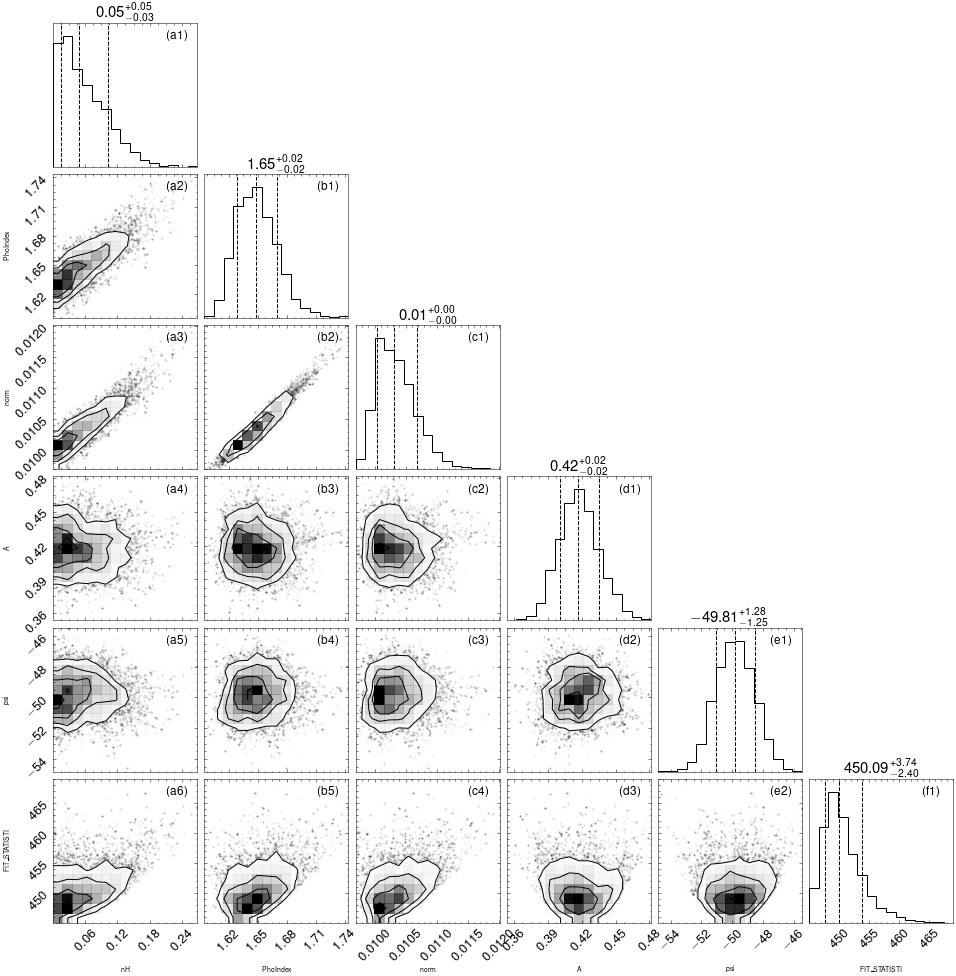 0.05+0.05−0.03
(a1)
1.65+0.02−0.02
(a2)
(b1)
1.74
1.71
1.68
1.65
1.62
PhoIndex
0.01+0.00−0.00
(a3)
(b2)
(c1)
0.0120
0.0115
0.0110
0.0105
0.0100
norm
0.42+0.02−0.02
(a4)
(b3)
(c2)
(d1)
0.48
0.45
0.42
0.39
0.36
A
−49.81+1.28−1.25
(a5)
(b4)
(c3)
(d2)
(e1)
−46
−48
−50
−52
−54
psi
450.09+3.74−2.40
(a6)
(b5)
(c4)
(d3)
(e2)
(f1)
465
460
455
450
FIT_STATISTI
0.06 0.12 0.18 0.24
1.62 1.65 1.68 1.71 1.74
0.0100 0.0105 0.0110 0.0115 0.0120
0.36 0.39 0.42 0.45 0.48
−54 −52 −50 −48 −46
450 455 460 465
nH PhoIndex norm A psi FIT_STATISTI